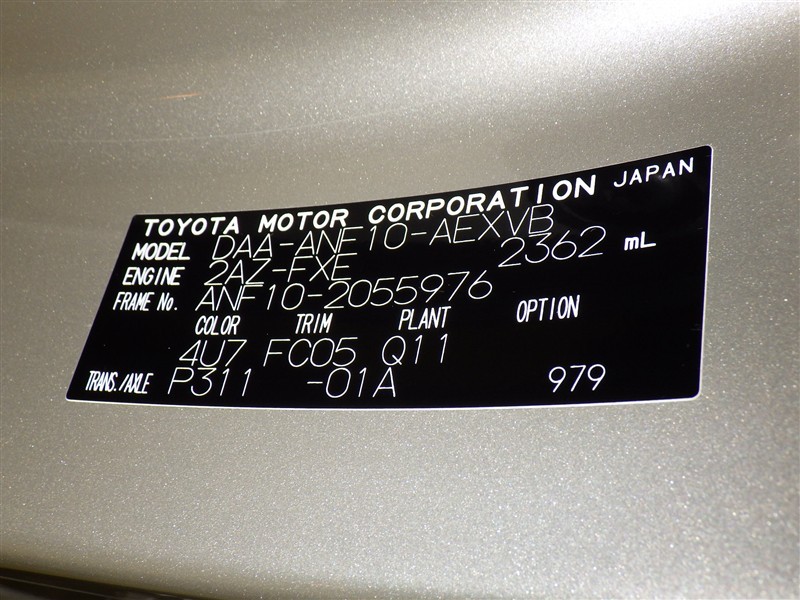 TOYOTA MOTOR CORPORATION JAPAN
MODEL DAA-ANF10-AEXVB
ENGINE 2AZ-FXE 2362 mL
FRAME No. ANF10-2055976
COLOR TRIM PLANT OPTION
4U7 FC05 Q11
TRANS./AXLE P311 -01A 979